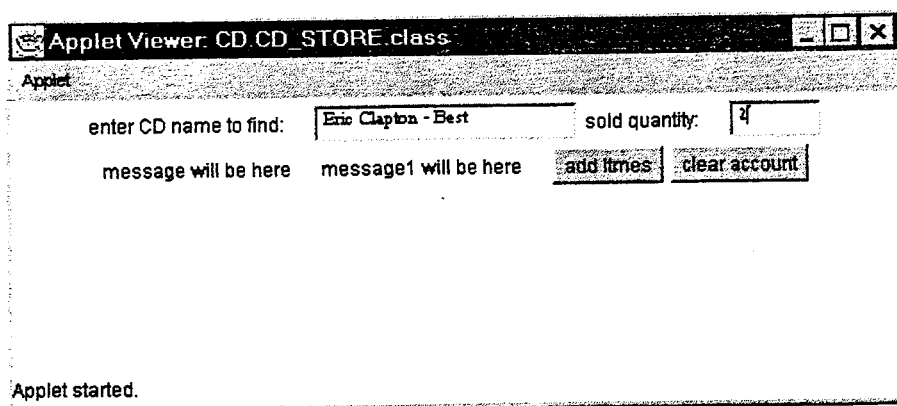 Applet Viewer: CD.CD_STORE.class
Applet
enter CD name to find: Eric Clapton - Best sold quantity: 2
message will be here message1 will be here add itmes clear account
Applet started.